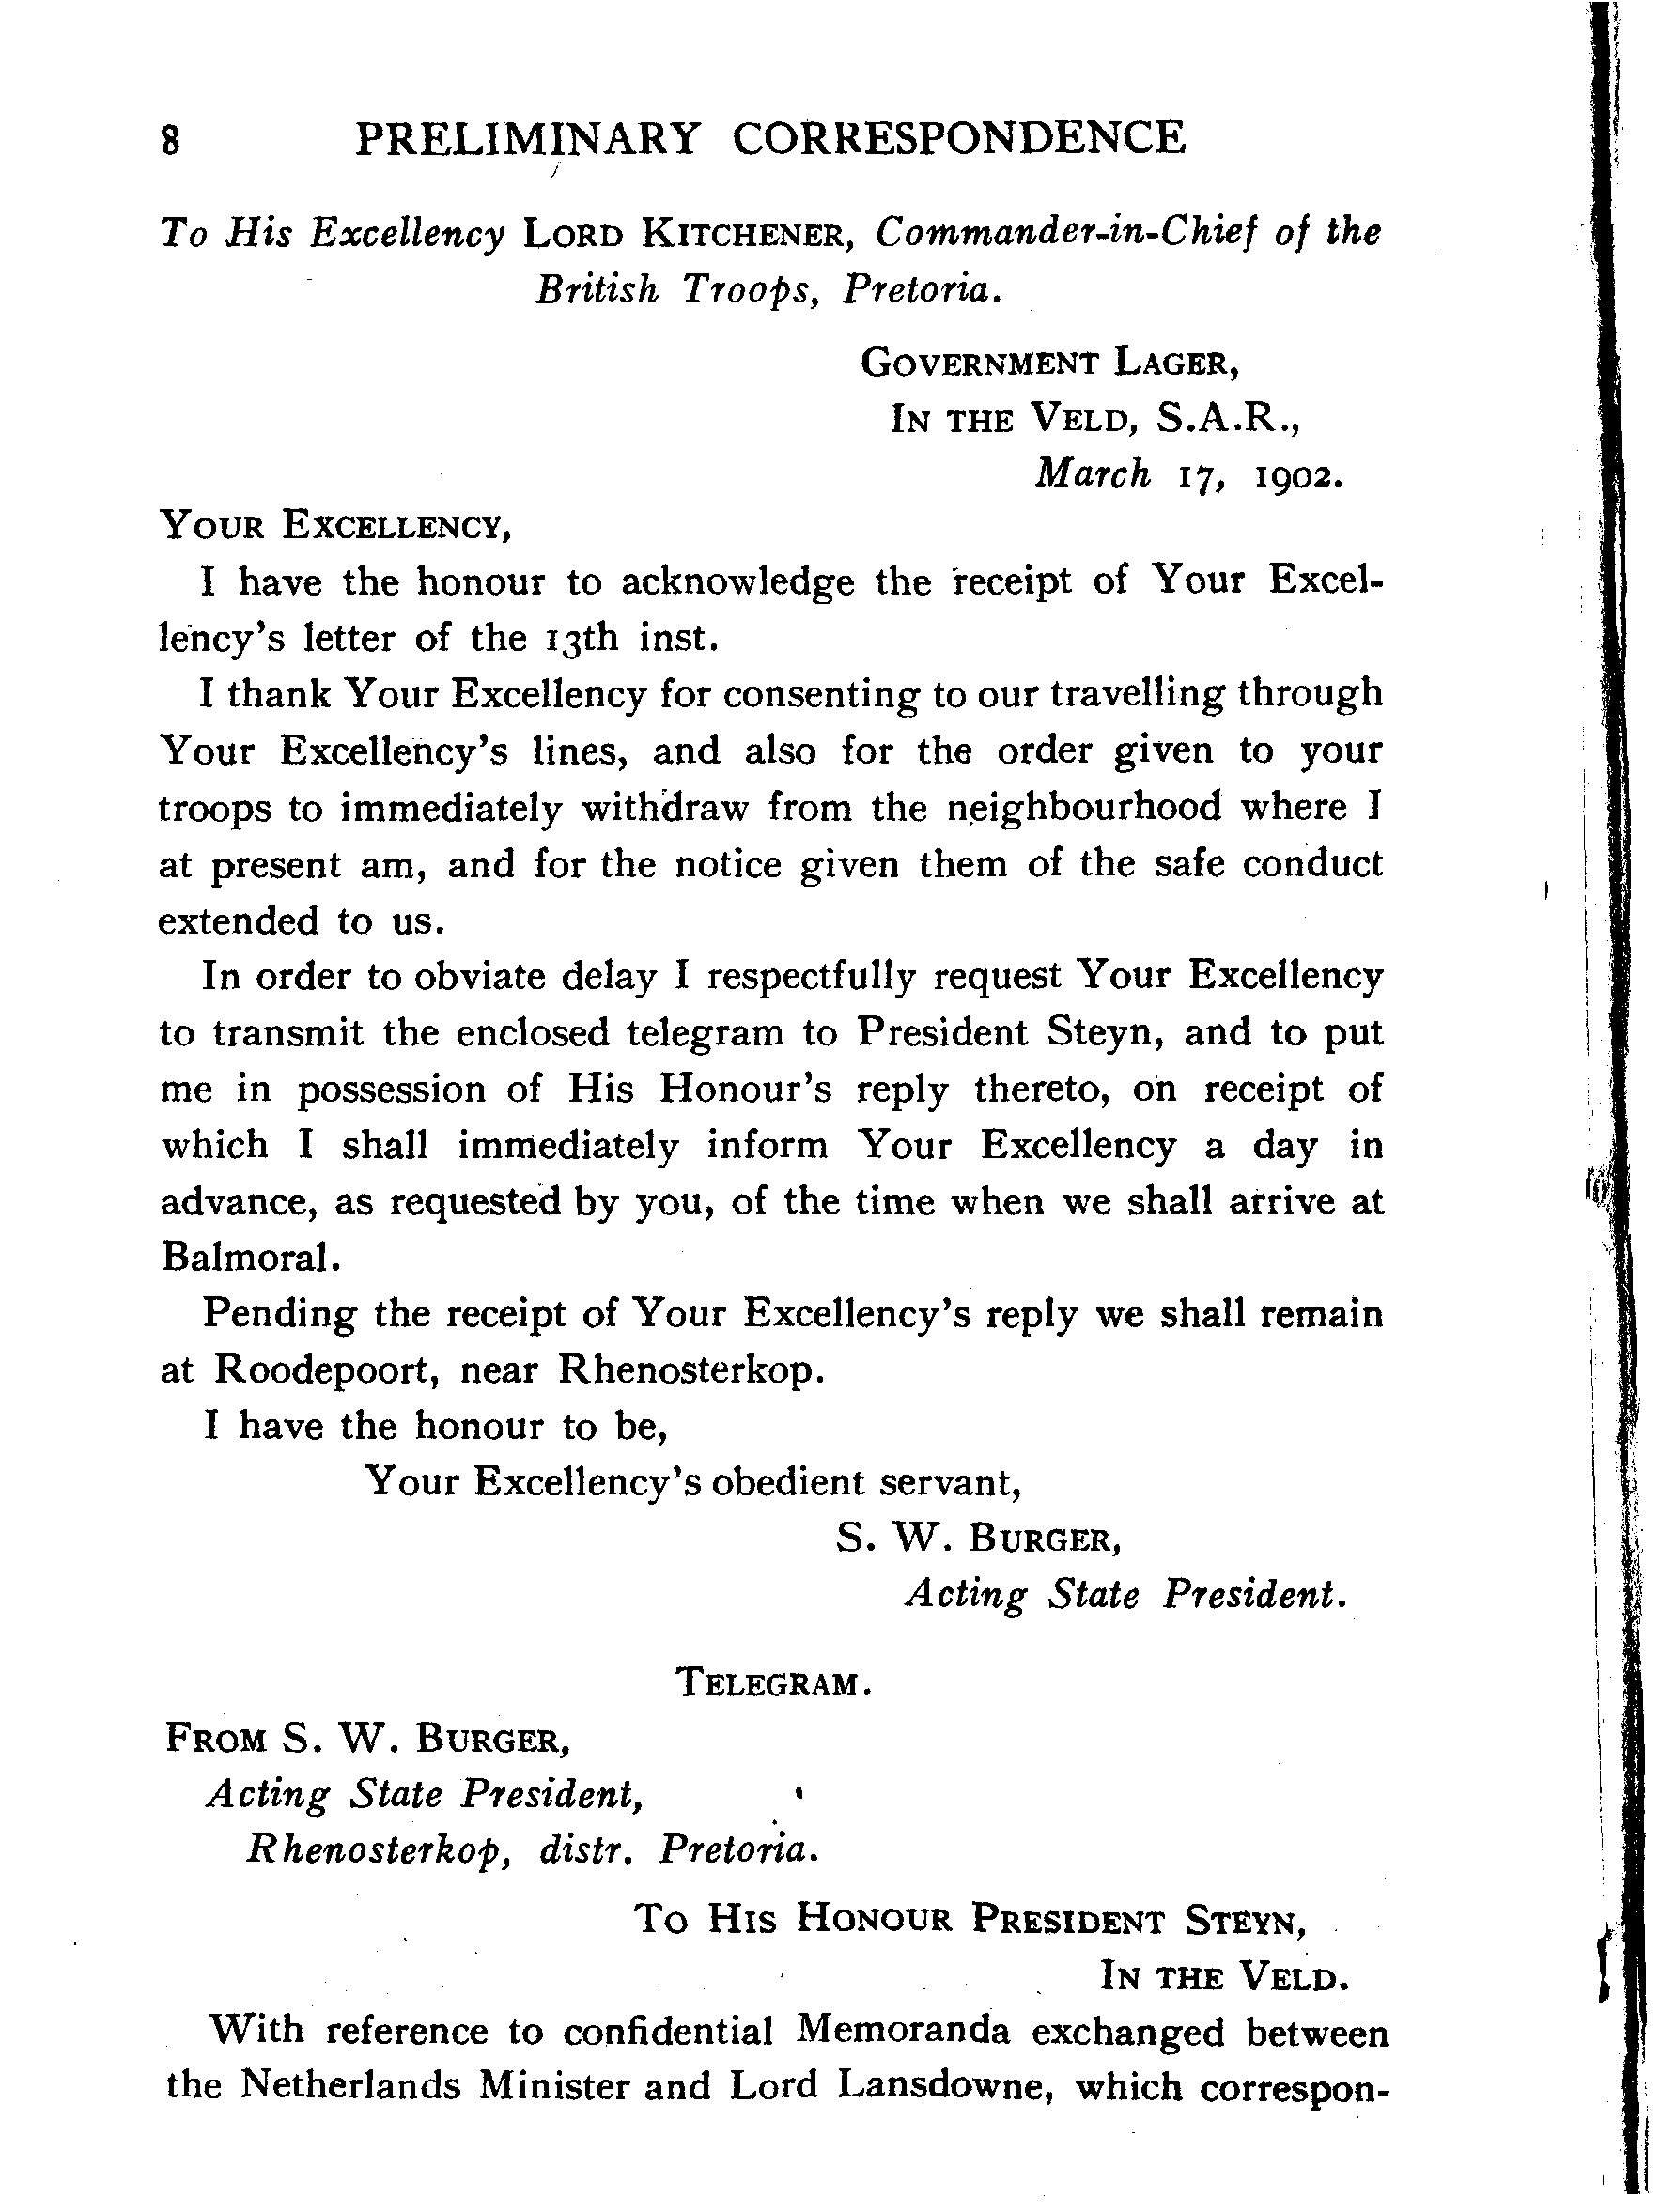 8 PRELIMINARY CORRESPONDENCE
To His Excellency LORD KITCHENER, Commander-in-Chief of the
British Troops, Pretoria.
GOVERNMENT LAGER,
IN THE VELD, S.A.R.,
March 17, 1902.
YOUR EXCELLENCY,
I have the honour to acknowledge the receipt of Your Excel-
lency's letter of the 13th inst.
I thank Your Excellency for consenting to our travelling through
Your Excellency's lines, and also for the order given to your
troops to immediately withdraw from the neighbourhood where I
at present am, and for the notice given them of the safe conduct
extended to us.
In order to obviate delay I respectfully request Your Excellency
to transmit the enclosed telegram to President Steyn, and to put
me in possession of His Honour's reply thereto, on receipt of
which I shall immediately inform Your Excellency a day in
advance, as requested by you, of the time when we shall arrive at
Balmoral.
Pending the receipt of Your Excellency's reply we shall remain
at Roodepoort, near Rhenosterkop.
I have the honour to be,
Your Excellency's obedient servant,
S. W. BURGER,
Acting State President.
TELEGRAM.
FROM S. W. BURGER,
Acting State President,
Rhenosterkop, distr. Pretoria.
TO HIS HONOUR PRESIDENT STEYN,
IN THE VELD.
With reference to confidential Memoranda exchanged between
the Netherlands Minister and Lord Lansdowne, which correspon-